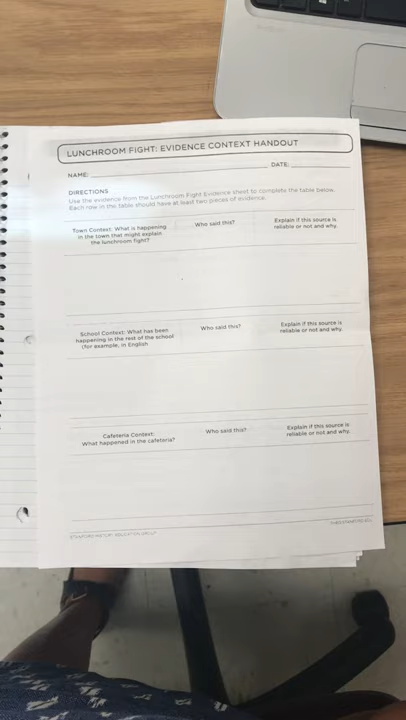 LUNCHROOM FIGHT: EVIDENCE CONTEXT HANDOUT
NAME:
DATE:
DIRECTIONS
Use the evidence from the Lunchroom Fight Evidence sheet to complete the table below.
Each row in the table should have at least two pieces of evidence.
Town Context: What is happening
in the town that might explain
the lunchroom fight?
Who said this?
Explain if this source is
reliable or not and why.
School Context: What has been
happening in the rest of the school
(for example, in English
Who said this?
Explain if this source is
reliable or not and why.
Cafeteria Context:
What happened in the cafeteria?
Who said this?
Explain if this source is
reliable or not and why.
STANFORD HISTORY EDUCATION GROUP